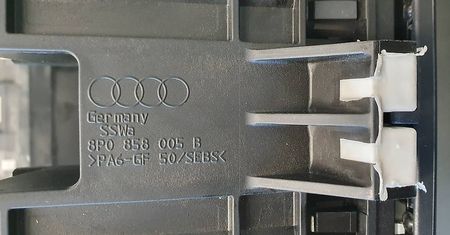 Germany
SSWa
8P0 858 005 B
>PA6-GF 50/SEBS<